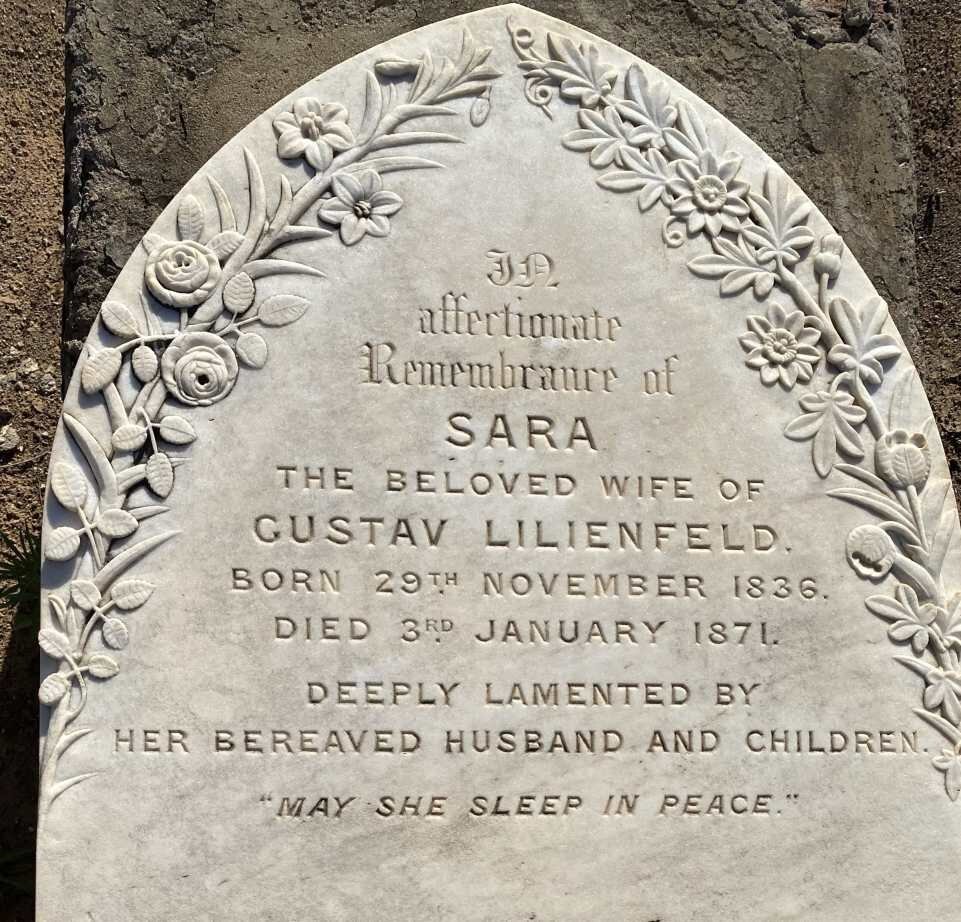 In
affectionate
Remembrance of
SARA
THE BELOVED WIFE OF
GUSTAV LILIENFELD.
BORN 29TH NOVEMBER 1836.
DIED 3RD JANUARY 1871.
DEEPLY LAMENTED BY
HER BEREAVED HUSBAND AND CHILDREN.
"MAY SHE SLEEP IN PEACE."